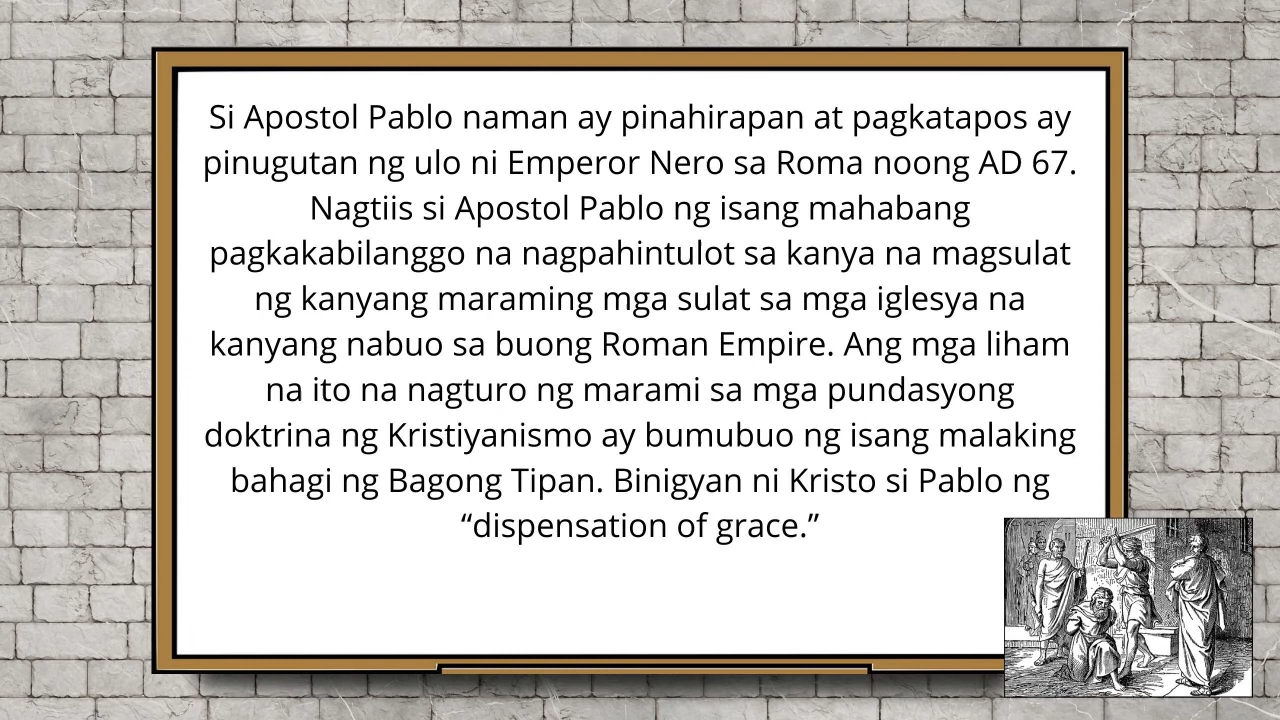 Si Apostol Pablo naman ay pinahirapan at pagkatapos ay
pinugutan ng ulo ni Emperor Nero sa Roma noong AD 67.
Nagtiis si Apostol Pablo ng isang mahabang
pagkakabilanggo na nagpahintulot sa kanya na magsulat
ng kanyang maraming mga sulat sa mga iglesya na
kanyang nabuo sa buong Roman Empire. Ang mga liham
na ito na nagturo ng marami sa mga pundasyong
doktrina ng Kristiyanismo ay bumubuo ng isang malaking
bahagi ng Bagong Tipan. Binigyan ni Kristo si Pablo ng
“dispensation of grace.”